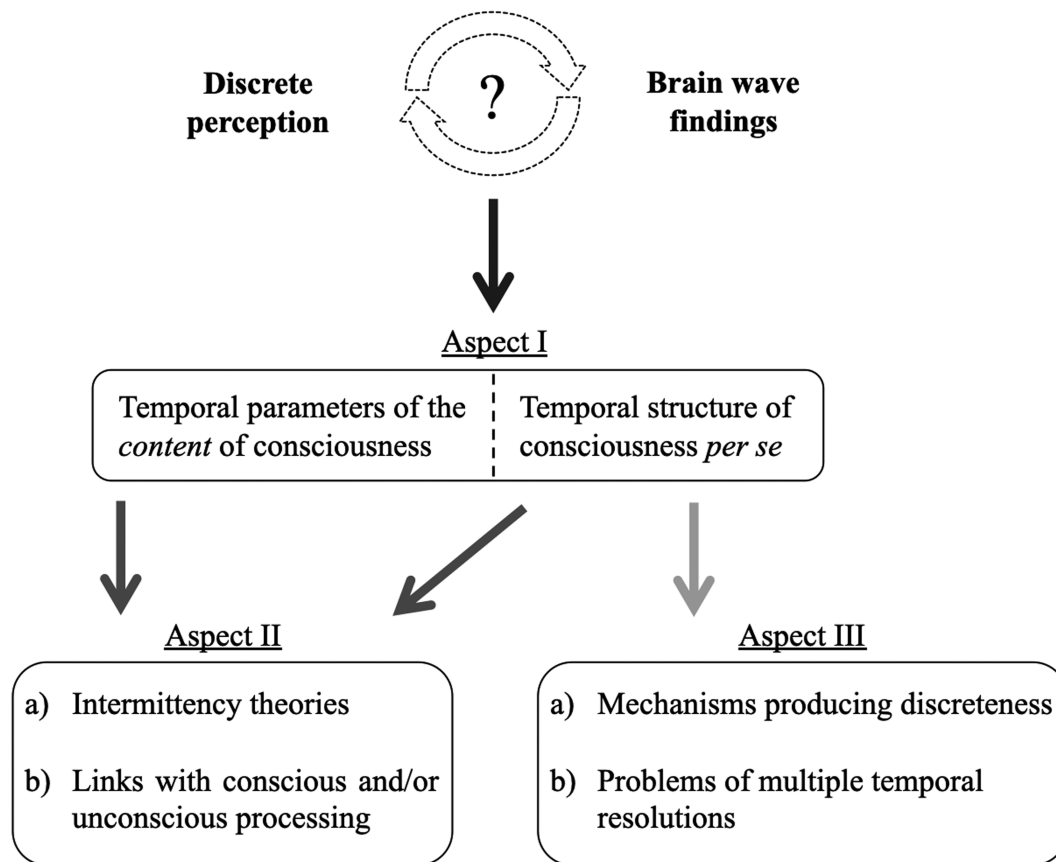 Discrete
perception
?
Brain wave
findings
Aspect I
Temporal parameters of the
content of consciousness
Temporal structure of
consciousness per se
Aspect II
a) Intermittency theories
b) Links with conscious and/or
unconscious processing
Aspect III
a) Mechanisms producing discreteness
b) Problems of multiple temporal
resolutions